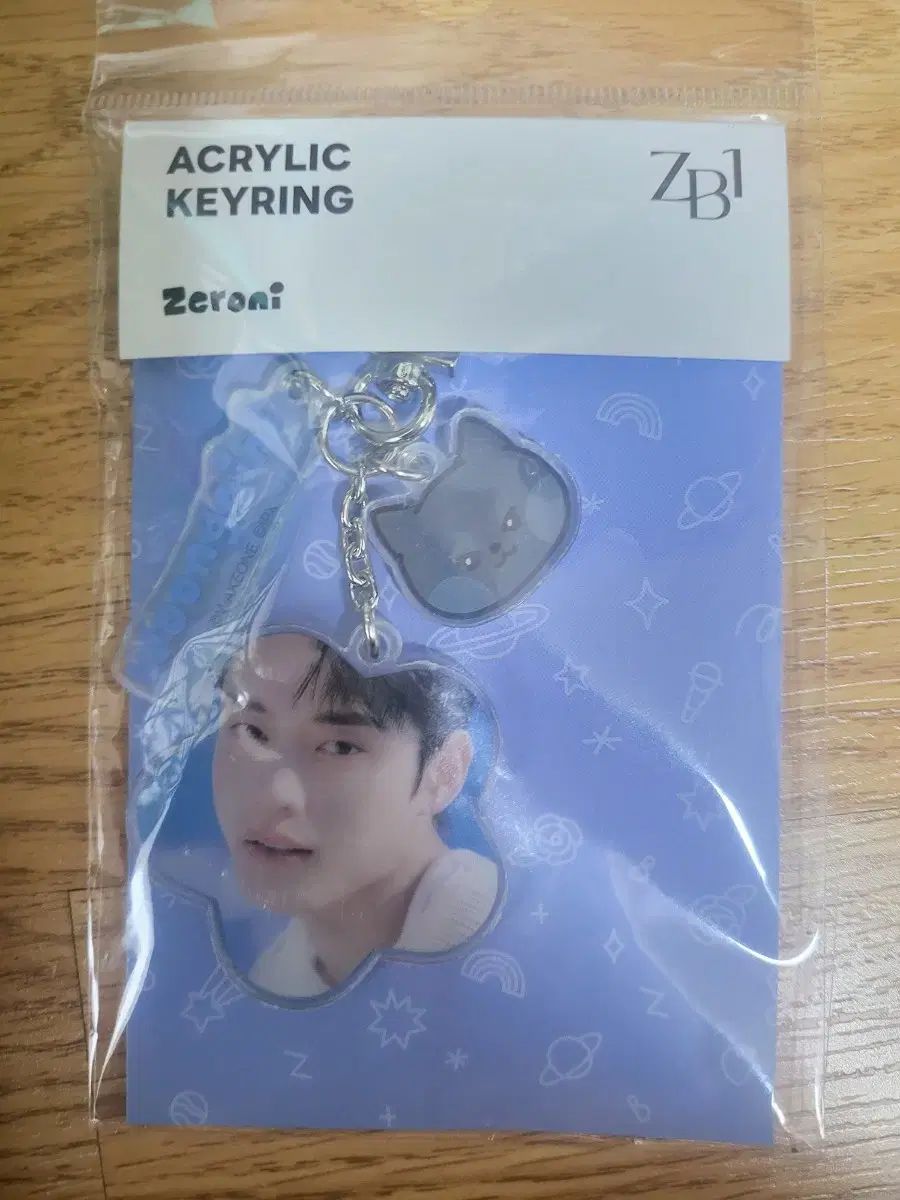 ACRYLIC
KEYRING
ZB1
Zeroni